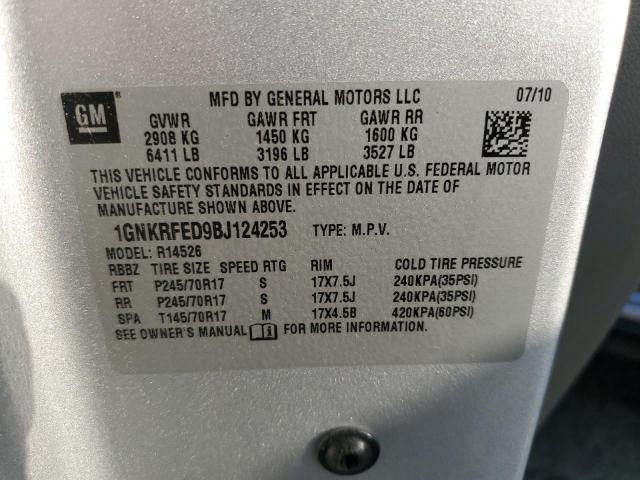 GM
MFD BY GENERAL MOTORS LLC 07/10
GVWR GAWR FRT GAWR RR
2908 KG 1450 KG 1600 KG
6411 LB 3196 LB 3527 LB
THIS VEHICLE CONFORMS TO ALL APPLICABLE U.S. FEDERAL MOTOR
VEHICLE SAFETY STANDARDS IN EFFECT ON THE DATE OF
MANUFACTURE SHOWN ABOVE.
1GNKRFED9BJ124253 TYPE: M.P.V.
MODEL: R14526
RBBZ TIRE SIZE SPEED RTG RIM COLD TIRE PRESSURE
FRT P245/70R17 S 17X7.5J 240KPA(35PSI)
RR P245/70R17 S 17X7.5J 240KPA(35PSI)
SPA T145/70R17 M 17X4.5B 420KPA(60PSI)
SEE OWNER'S MANUAL FOR MORE INFORMATION.